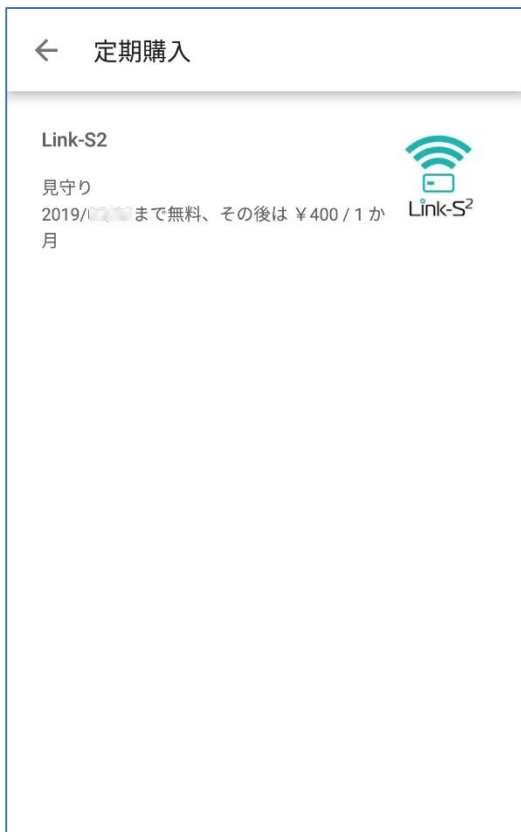 定期購入
Link-S2
見守り
2019/ まで無料、その後は ￥400 / 1 か
月
Link-S²